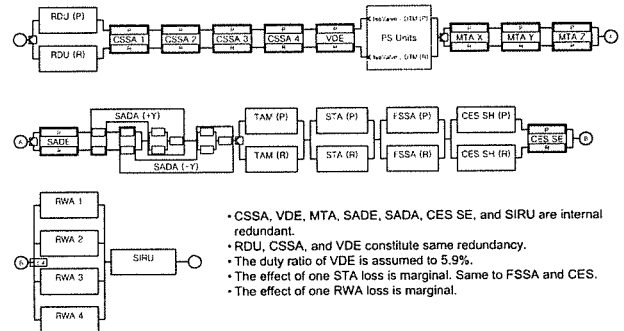 RDU (P)
RDU (R)
P
CSSA 1
R
P
CSSA 2
R
P
CSSA 3
R
P
CSSA 4
R
P
VDE
R
DTM (P)
PS Units
DTM (R)
P
MTA X
R
P
MTA Y
R
P
MTA Z
R
A
A
P
SADE
R
SADA (+Y)
SADA (-Y)
TAM (P)
TAM (R)
STA (P)
STA (R)
FSSA (P)
FSSA (R)
CES SH (P)
CES SH (R)
P
CES SE
R
B
RWA 1
RWA 2
B
RWA 3
RWA 4
SIRU
• CSSA, VDE, MTA, SADE, SADA, CES SE, and SIRU are internal
redundant.
• RDU, CSSA, and VDE constitute same redundancy.
• The duty ratio of VDE is assumed to 5.9%.
• The effect of one STA loss is marginal. Same to FSSA and CES.
• The effect of one RWA loss is marginal.